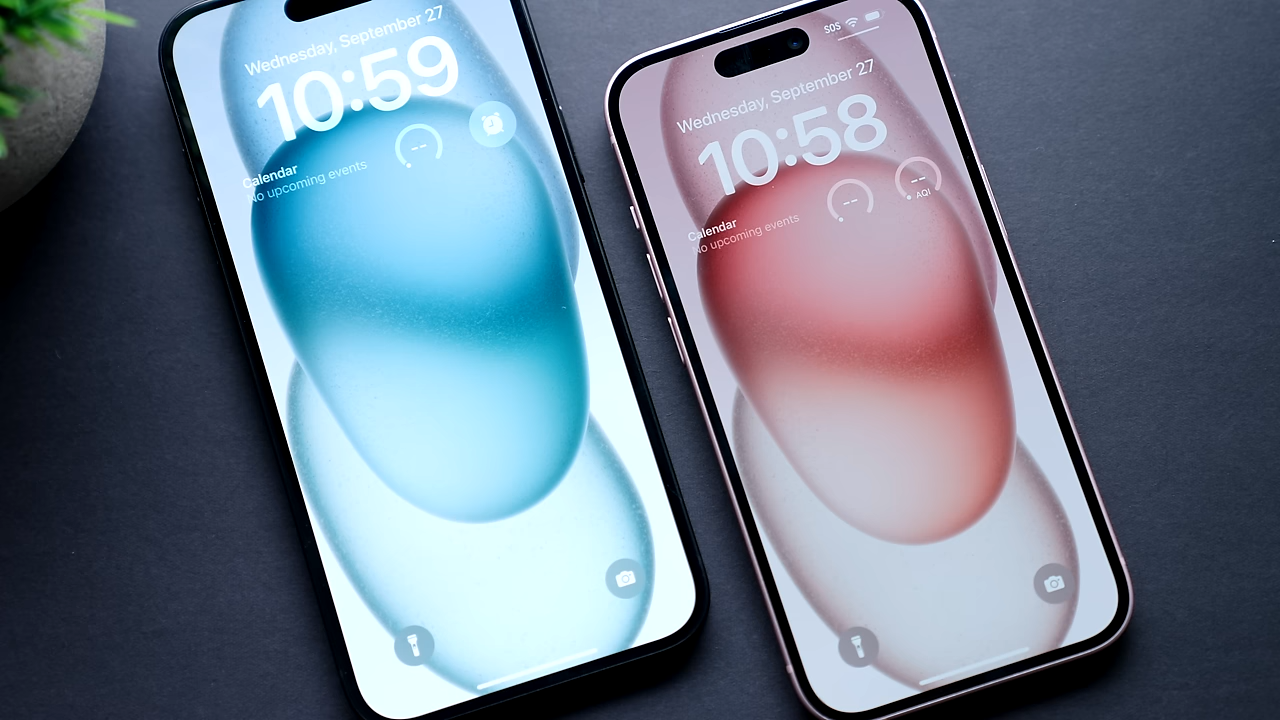 Wednesday, September 27
10:59
--
Calendar
No upcoming events
SOS
Wednesday, September 27
10:58
--
--
AQI
Calendar
No upcoming events